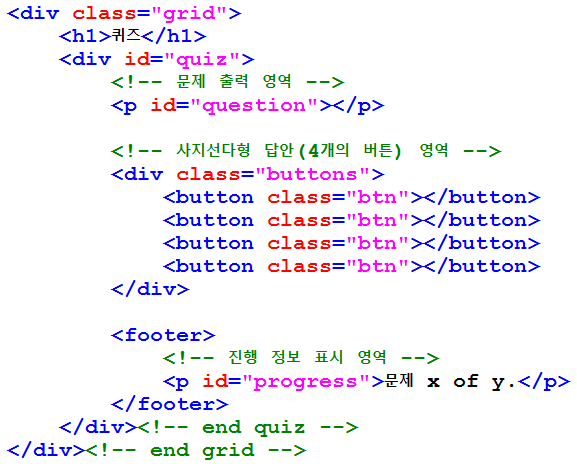 <div class="grid">
<h1>퀴즈</h1>
<div id="quiz">
<!-- 문제 출력 영역 -->
<p id="question"></p>
<!-- 사지선다형 답안(4개의 버튼) 영역 -->
<div class="buttons">
<button class="btn"></button>
<button class="btn"></button>
<button class="btn"></button>
<button class="btn"></button>
</div>
<footer>
<!-- 진행 정보 표시 영역 -->
<p id="progress">문제 x of y.</p>
</footer>
</div><!-- end quiz -->
</div><!-- end grid -->